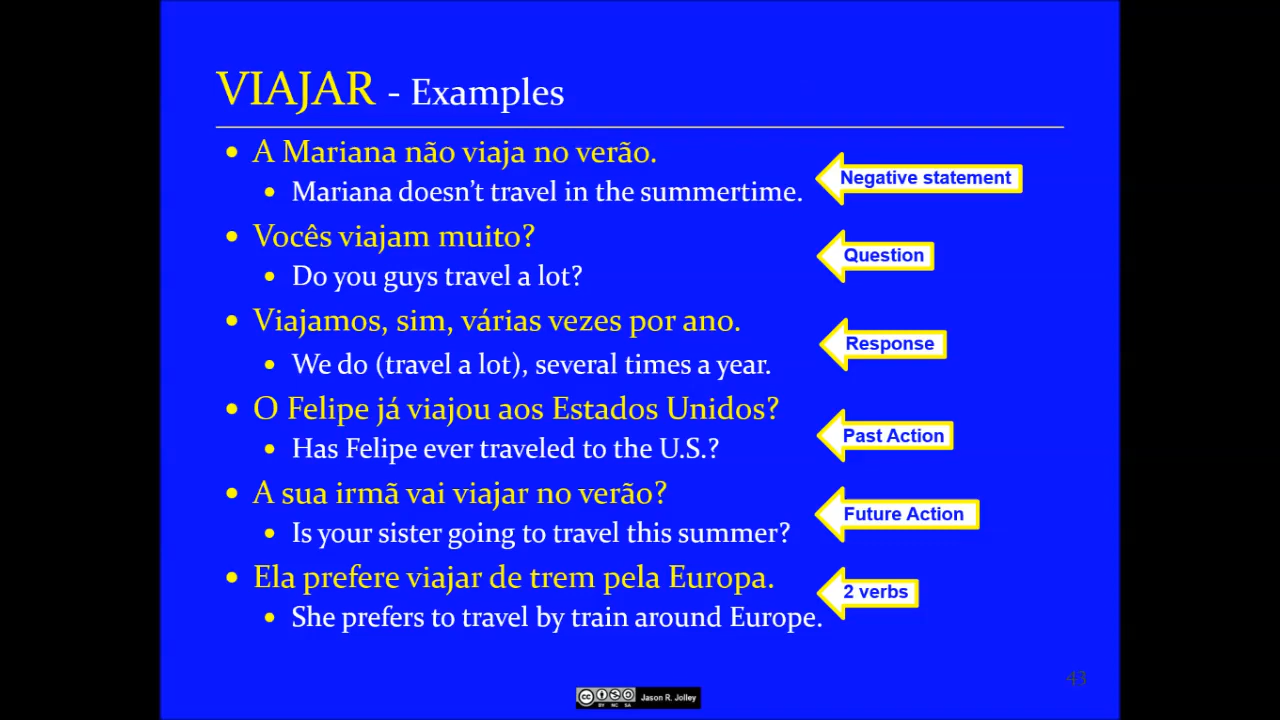 VIAJAR - Examples
• A Mariana não viaja no verão.
• Mariana doesn't travel in the summertime.
Negative statement
• Vocês viajam muito?
• Do you guys travel a lot?
Question
• Viajamos, sim, várias vezes por ano.
• We do (travel a lot), several times a year.
Response
• O Felipe já viajou aos Estados Unidos?
• Has Felipe ever traveled to the U.S.?
Past Action
• A sua irmã vai viajar no verão?
• Is your sister going to travel this summer?
Future Action
• Ela prefere viajar de trem pela Europa.
• She prefers to travel by train around Europe.
2 verbs
43
cc BY NC SA Jason R. Jolley